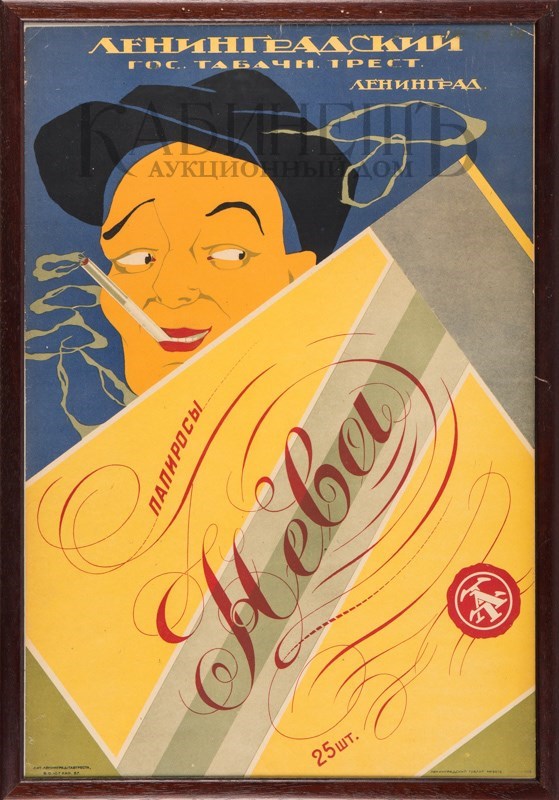 ЛЕНИНГРАДСКИЙ
ГОС. ТАБАЧН. ТРЕСТ.
ЛЕНИНГРАД.
КАБИНЕТЪ
АУКЦИОННЫЙ ДОМ
ПАПИРОСЫ
Нева
25 шт.